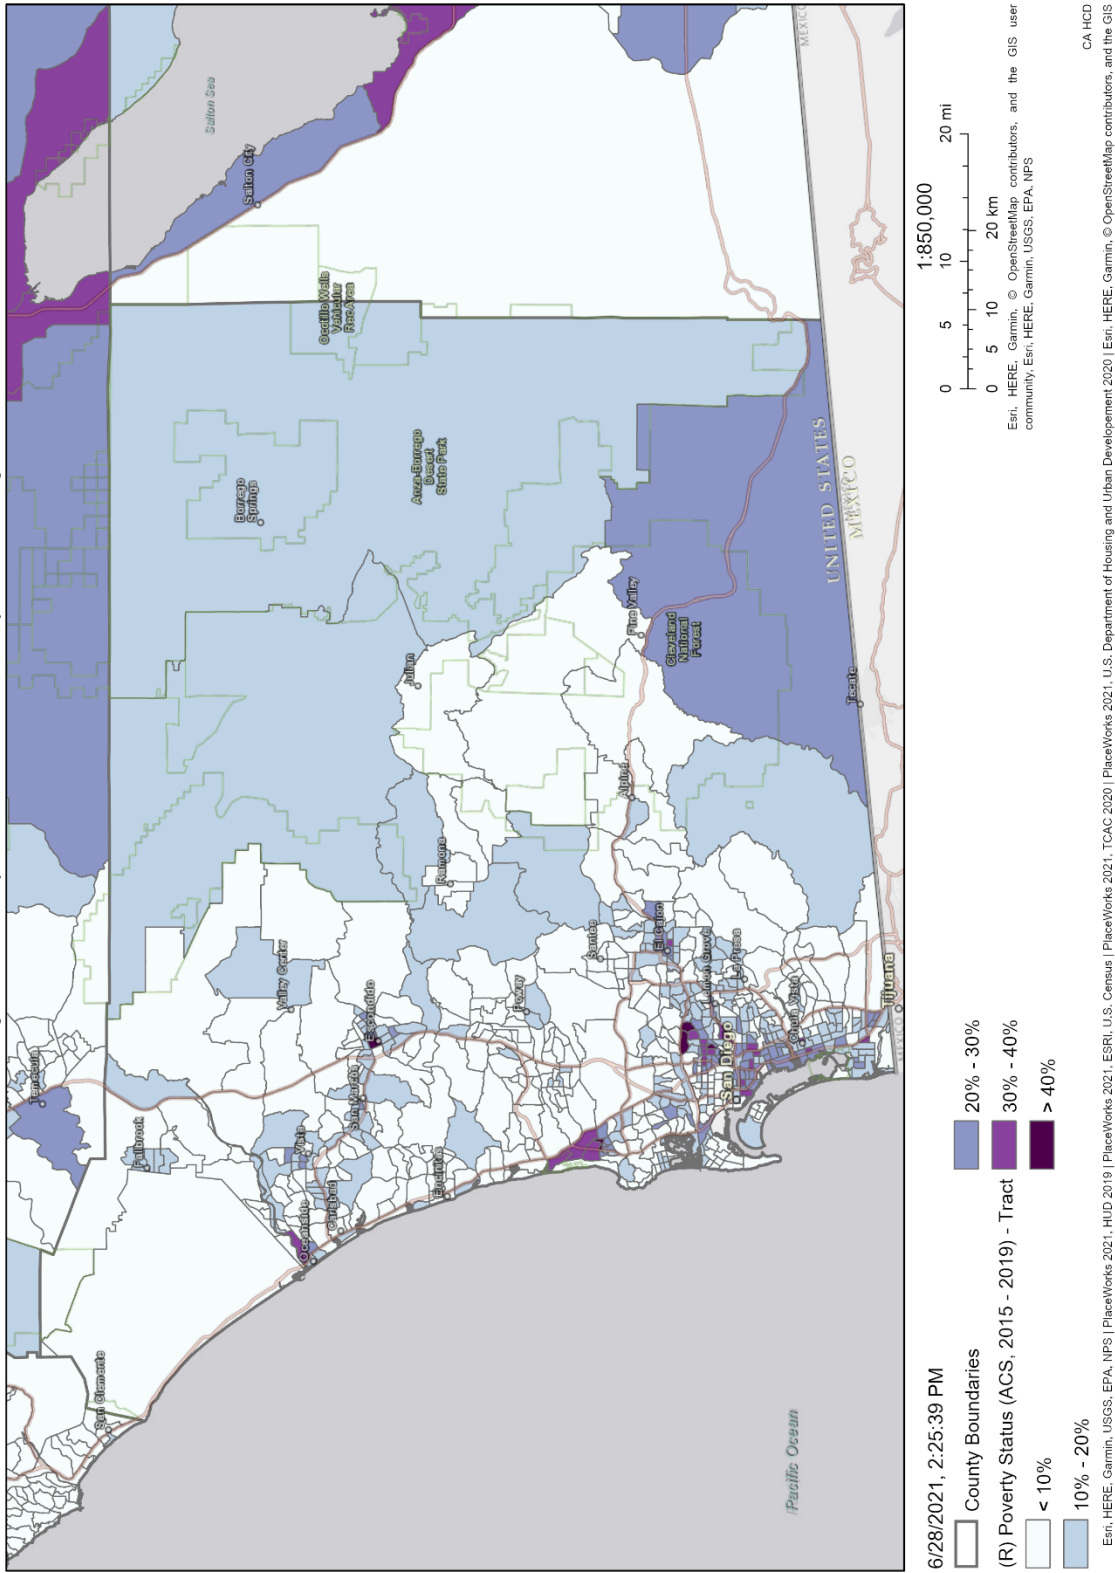 Salton Sea
MEXICO
Salton City
Ocotillo Wells
Vehicular
Rec Area
Borrego
Springs
Anza-Borrego
Desert
State Park
UNITED STATES
MEXICO
Julian
Pine Valley
Cleveland
National
Forest
Tecate
Alpine
Ramona
Valley Center
Santee
El Cajon
Lemon Grove
La Presa
Poway
Escondido
Temecula
Chula Vista
San Diego
Tijuana
MEXICO
Fallbrook
Vista
San Marcos
Encinitas
Carlsbad
Oceanside
San Clemente
Pacific Ocean
6/28/2021, 2:25:39 PM
County Boundaries
(R) Poverty Status (ACS, 2015 - 2019) - Tract
< 10%
10% - 20%
20% - 30%
30% - 40%
> 40%
1:850,000
0 5 10 20 mi
0 5 10 20 km
Esri, HERE, Garmin, © OpenStreetMap contributors, and the GIS user
community, Esri, HERE, Garmin, USGS, EPA, NPS
CA HCD
Esri, HERE, Garmin, USGS, EPA, NPS | PlaceWorks 2021, HUD 2019 | PlaceWorks 2021, ESRI, U.S. Census | PlaceWorks 2021, TCAC 2020 | PlaceWorks 2021, U.S. Department of Housing and Urban Developement 2020 | Esri, HERE, Garmin, © OpenStreetMap contributors, and the GIS